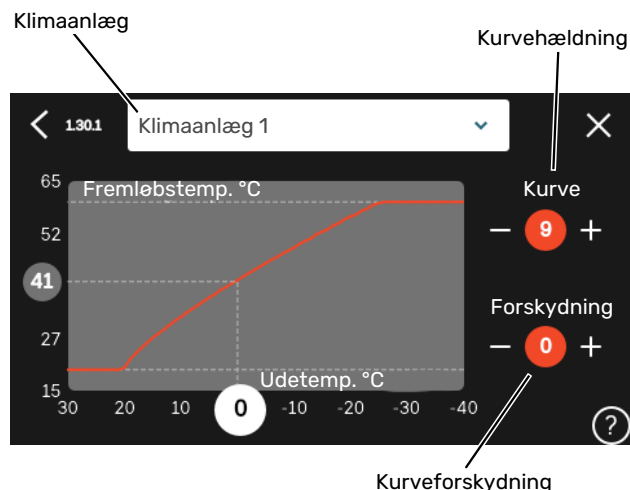 Klimaanlæg
Kurvehældning
1.30.1
Klimaanlæg 1
65
Fremløbstemp. °C
52
41
27
15
Udetemp. °C
30 20 10 0 -10 -20 -30 -40
Kurve
− 9 +
Forskydning
− 0 +
?
Kurveforskydning